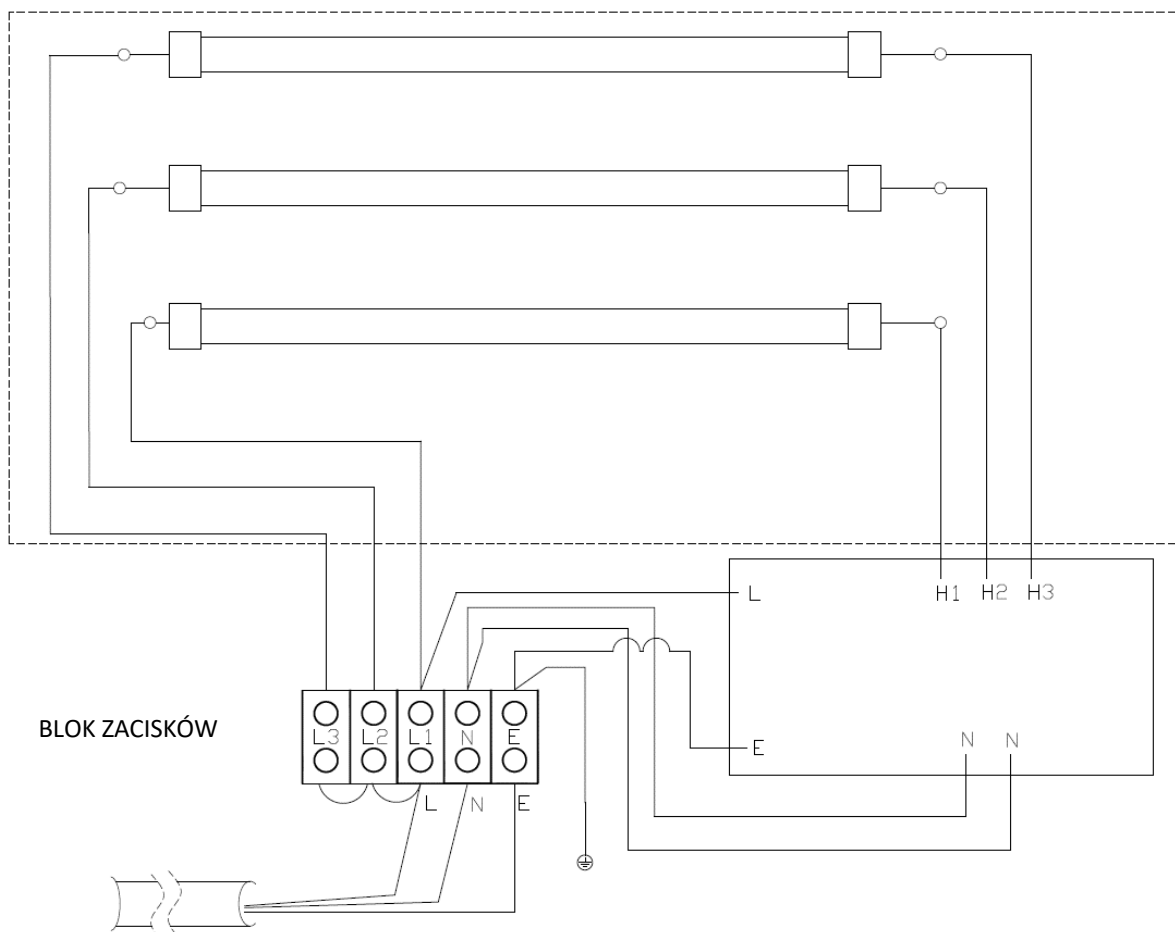 L
H1 H2 H3
BLOK ZACISKÓW
L3 L2 L1 N E
E
N N
L N E